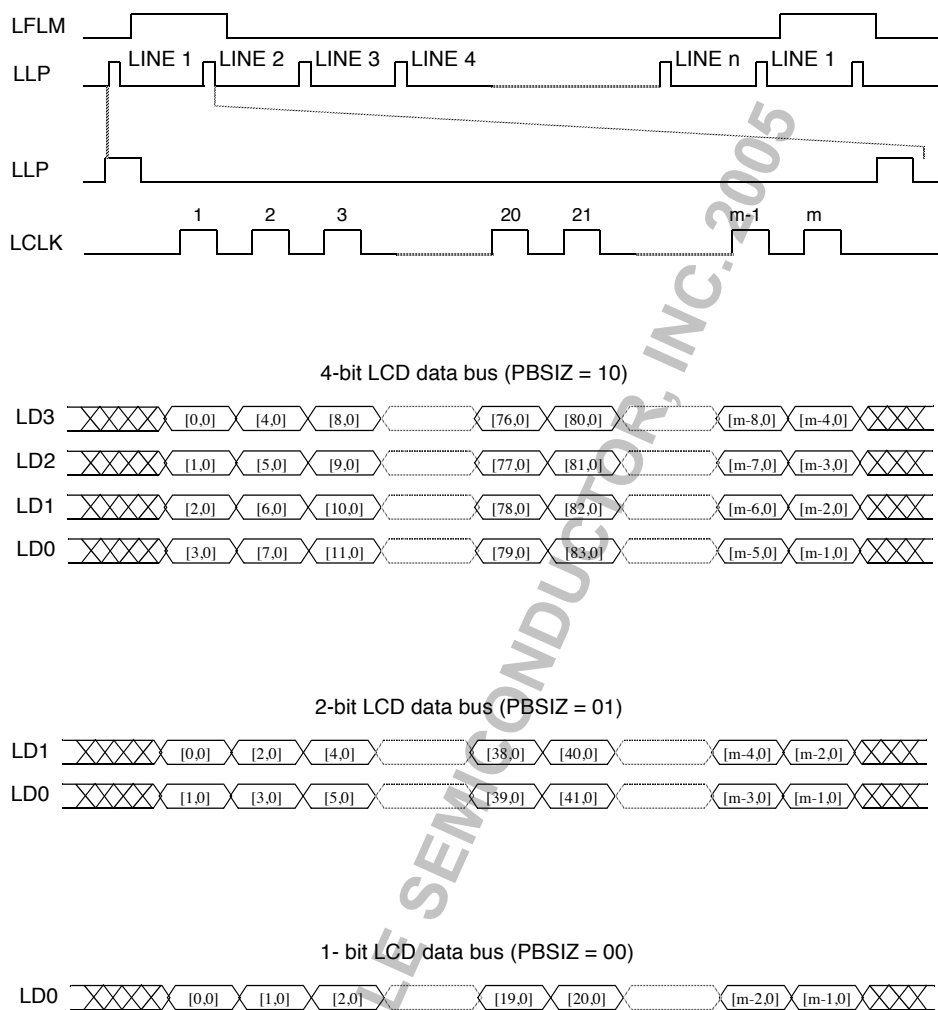 LFLM
LLP LINE 1 LINE 2 LINE 3 LINE 4 LINE n LINE 1
LLP
1 2 3 20 21 m-1 m
LCLK
4-bit LCD data bus (PBSIZ = 10)
LD3 [0,0] [4,0] [8,0] [76,0] [80,0] [m-8,0] [m-4,0]
LD2 [1,0] [5,0] [9,0] [77,0] [81,0] [m-7,0] [m-3,0]
LD1 [2,0] [6,0] [10,0] [78,0] [82,0] [m-6,0] [m-2,0]
LD0 [3,0] [7,0] [11,0] [79,0] [83,0] [m-5,0] [m-1,0]
2-bit LCD data bus (PBSIZ = 01)
LD1 [0,0] [2,0] [4,0] [38,0] [40,0] [m-4,0] [m-2,0]
LD0 [1,0] [3,0] [5,0] [39,0] [41,0] [m-3,0] [m-1,0]
1- bit LCD data bus (PBSIZ = 00)
LD0 [0,0] [1,0] [2,0] [19,0] [20,0] [m-2,0] [m-1,0]
LE SEMICONDUCTOR, INC. 2005